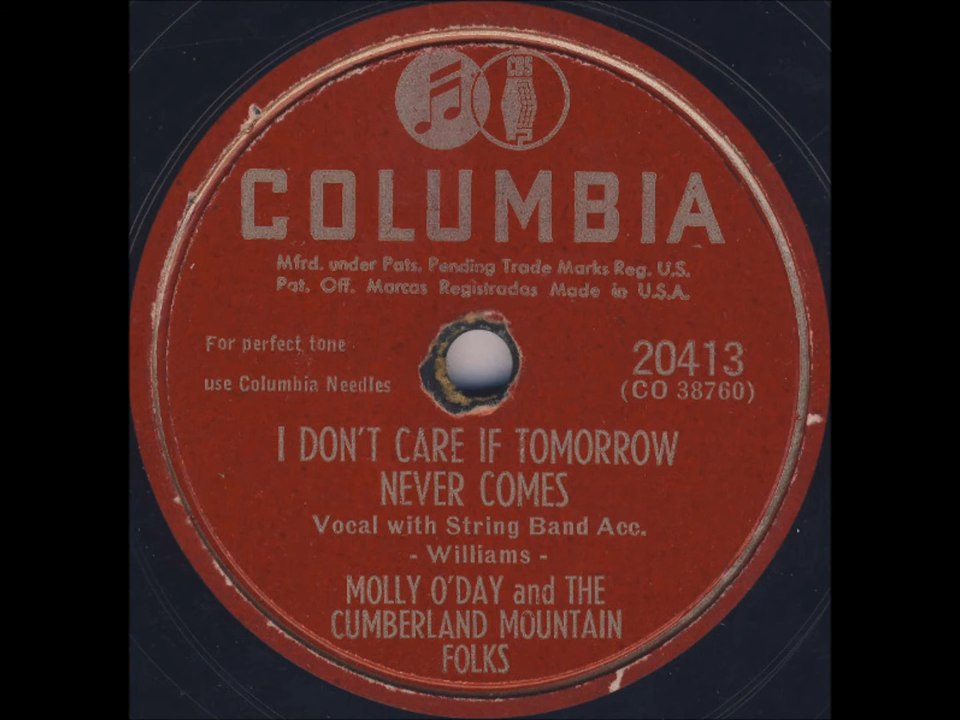 CBS
COLUMBIA
Mfrd. under Pats. Pending Trade Marks Reg. U.S.
Pat. Off. Marcas Registradas Made in U.S.A.
For perfect tone
use Columbia Needles
20413
(CO 38760)
I DON'T CARE IF TOMORROW
NEVER COMES
Vocal with String Band Acc.
- Williams -
MOLLY O'DAY and THE
CUMBERLAND MOUNTAIN
FOLKS